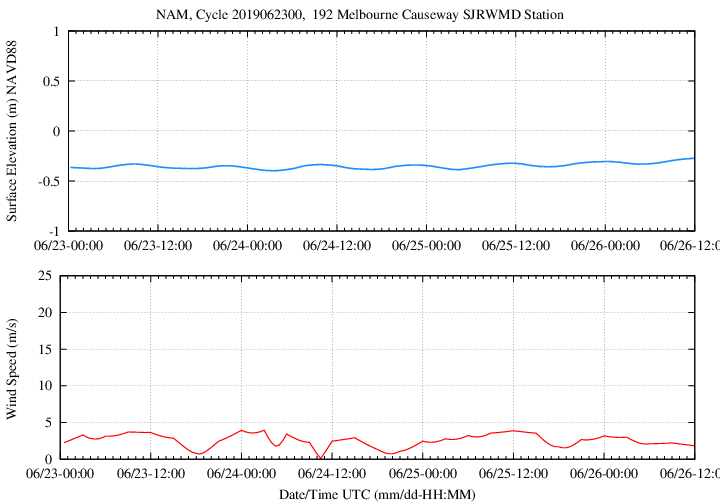 NAM, Cycle 2019062300,  192 Melbourne Causeway SJRWMD Station
Surface Elevation (m) NAVD88
1
0.5
0
-0.5
-1
06/23-00:00 06/23-12:00 06/24-00:00 06/24-12:00 06/25-00:00 06/25-12:00 06/26-00:00 06/26-12:0
Wind Speed (m/s)
25
20
15
10
5
0
06/23-00:00 06/23-12:00 06/24-00:00 06/24-12:00 06/25-00:00 06/25-12:00 06/26-00:00 06/26-12:0
Date/Time UTC (mm/dd-HH:MM)